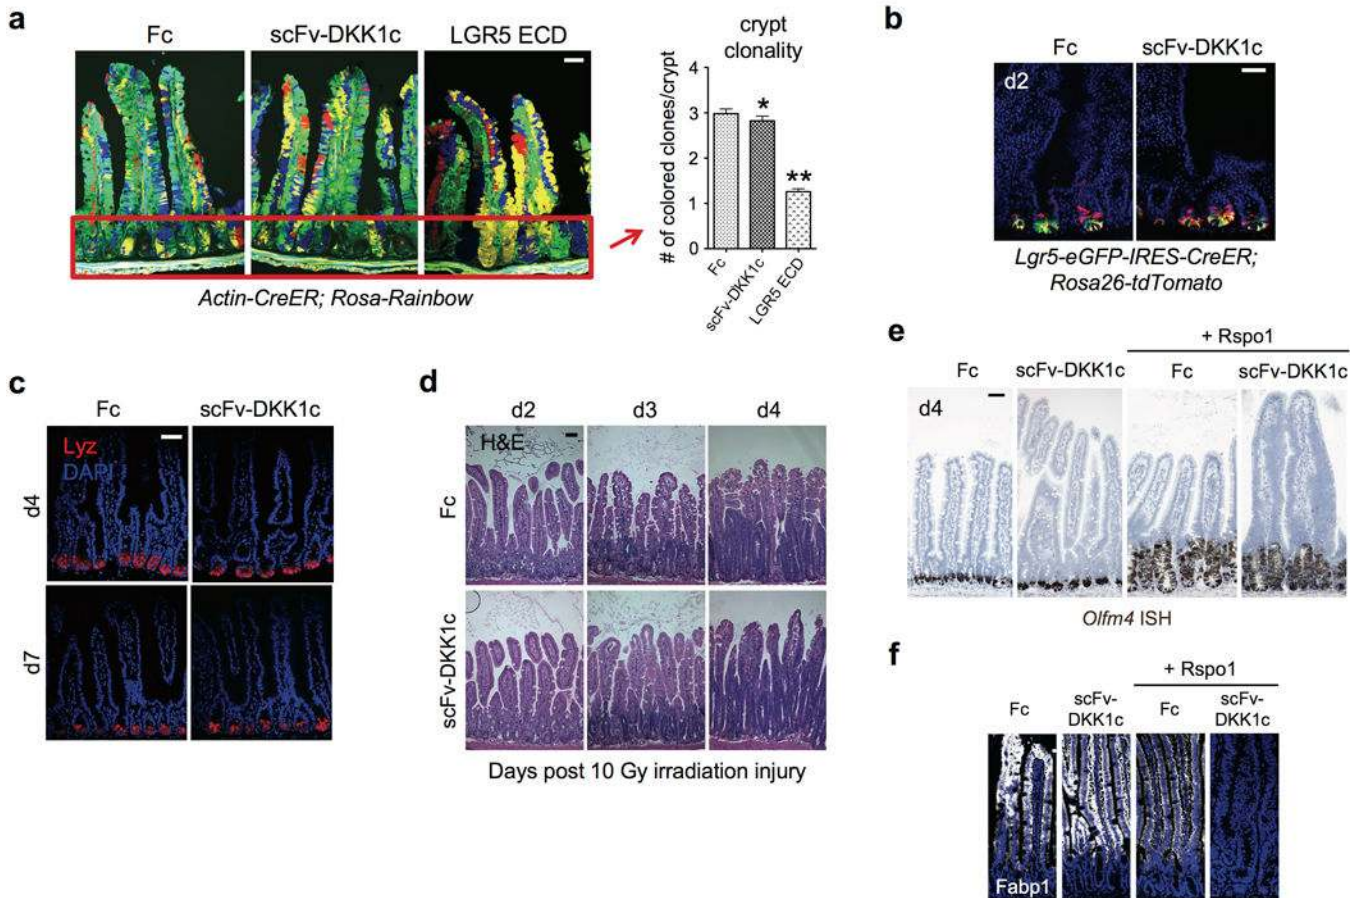 a
Fc
scFv-DKK1c
LGR5 ECD
Actin-CreER; Rosa-Rainbow
crypt
clonality
# of colored clones/crypt
4
3
2
1
0
*
**
Fc
scFv-DKK1c
LGR5 ECD
b
Fc
scFv-DKK1c
d2
Lgr5-eGFP-IRES-CreER;
Rosa26-tdTomato
c
Fc
scFv-DKK1c
Lyz
DAPI
d4
d7
d
d2
d3
d4
H&E
Fc
scFv-DKK1c
Days post 10 Gy irradiation injury
e
+ Rspo1
Fc
scFv-DKK1c
Fc
scFv-DKK1c
d4
Olfm4 ISH
f
+ Rspo1
Fc
scFv-
DKK1c
Fc
scFv-
DKK1c
Fabp1